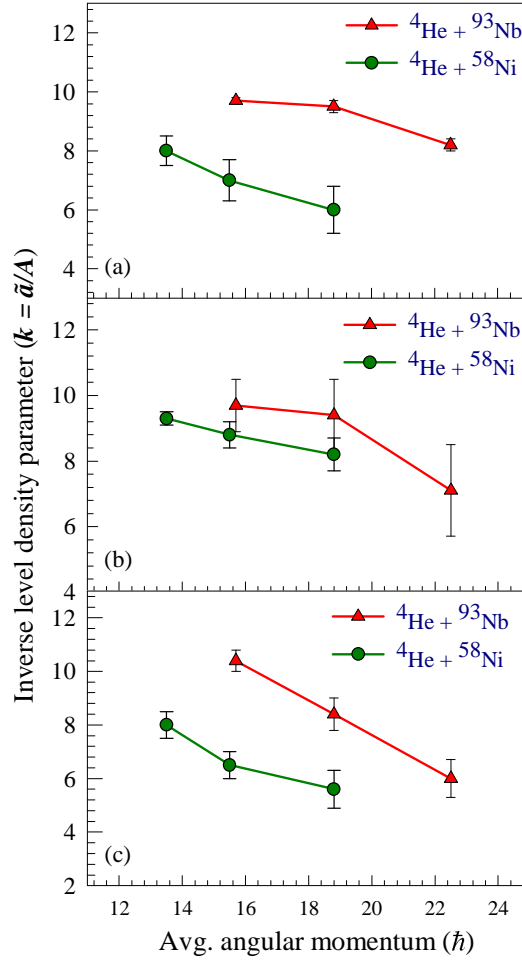 Inverse level density parameter (k = ã/A)
12
10
8
6
4
⁴He + ⁹³Nb
⁴He + ⁵⁸Ni
(a)
12
10
8
6
⁴He + ⁹³Nb
⁴He + ⁵⁸Ni
(b)
14
12
10
8
6
4
2
⁴He + ⁹³Nb
⁴He + ⁵⁸Ni
(c)
12 14 16 18 20 22 24
Avg. angular momentum (ℏ)